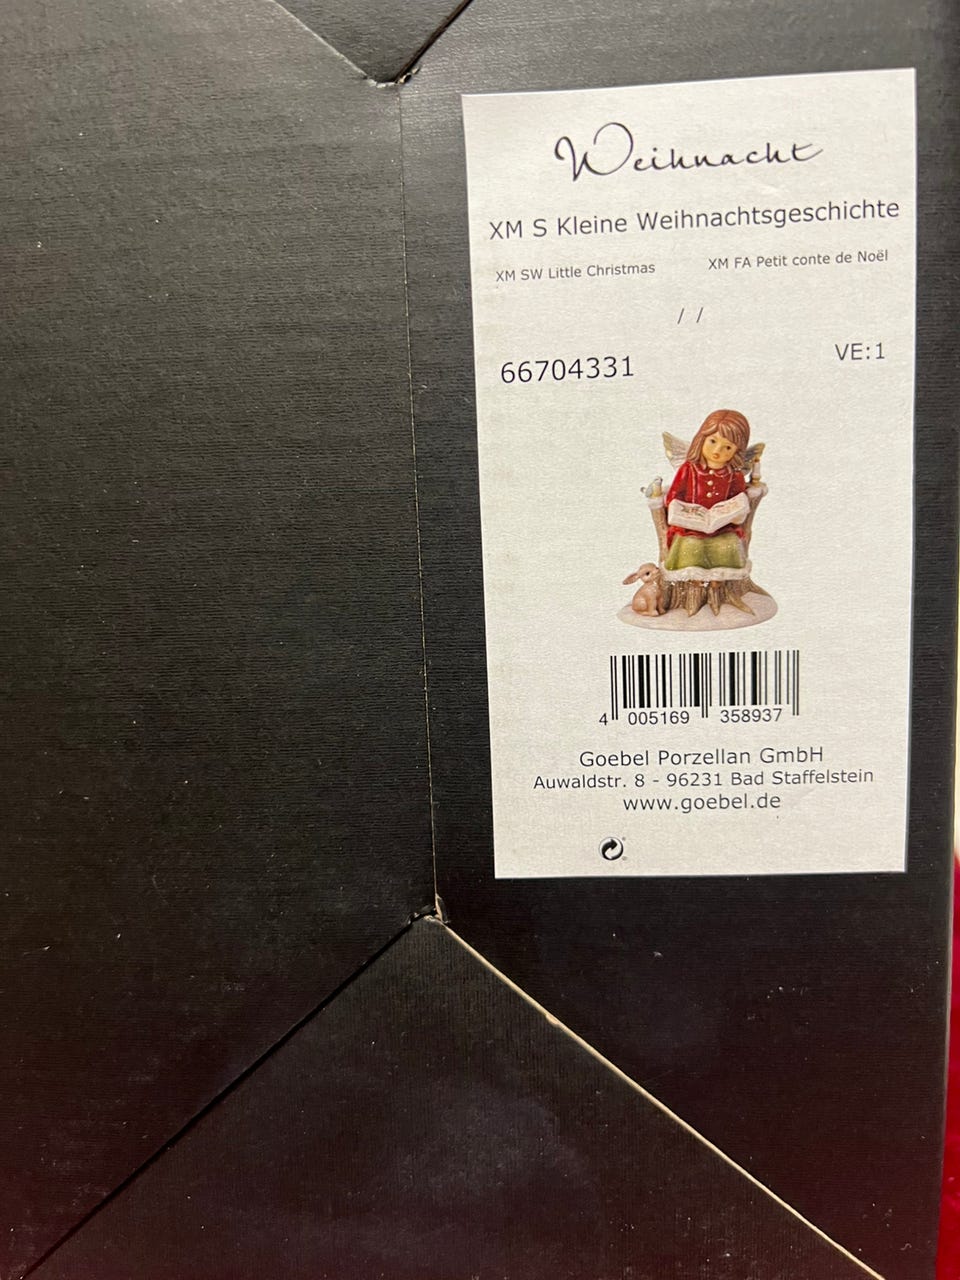 Weihnacht
XM S Kleine Weihnachtsgeschichte
XM SW Little Christmas XM FA Petit conte de Noël
/ /
66704331 VE:1
4 005169 358937
Goebel Porzellan GmbH
Auwaldstr. 8 - 96231 Bad Staffelstein
www.goebel.de